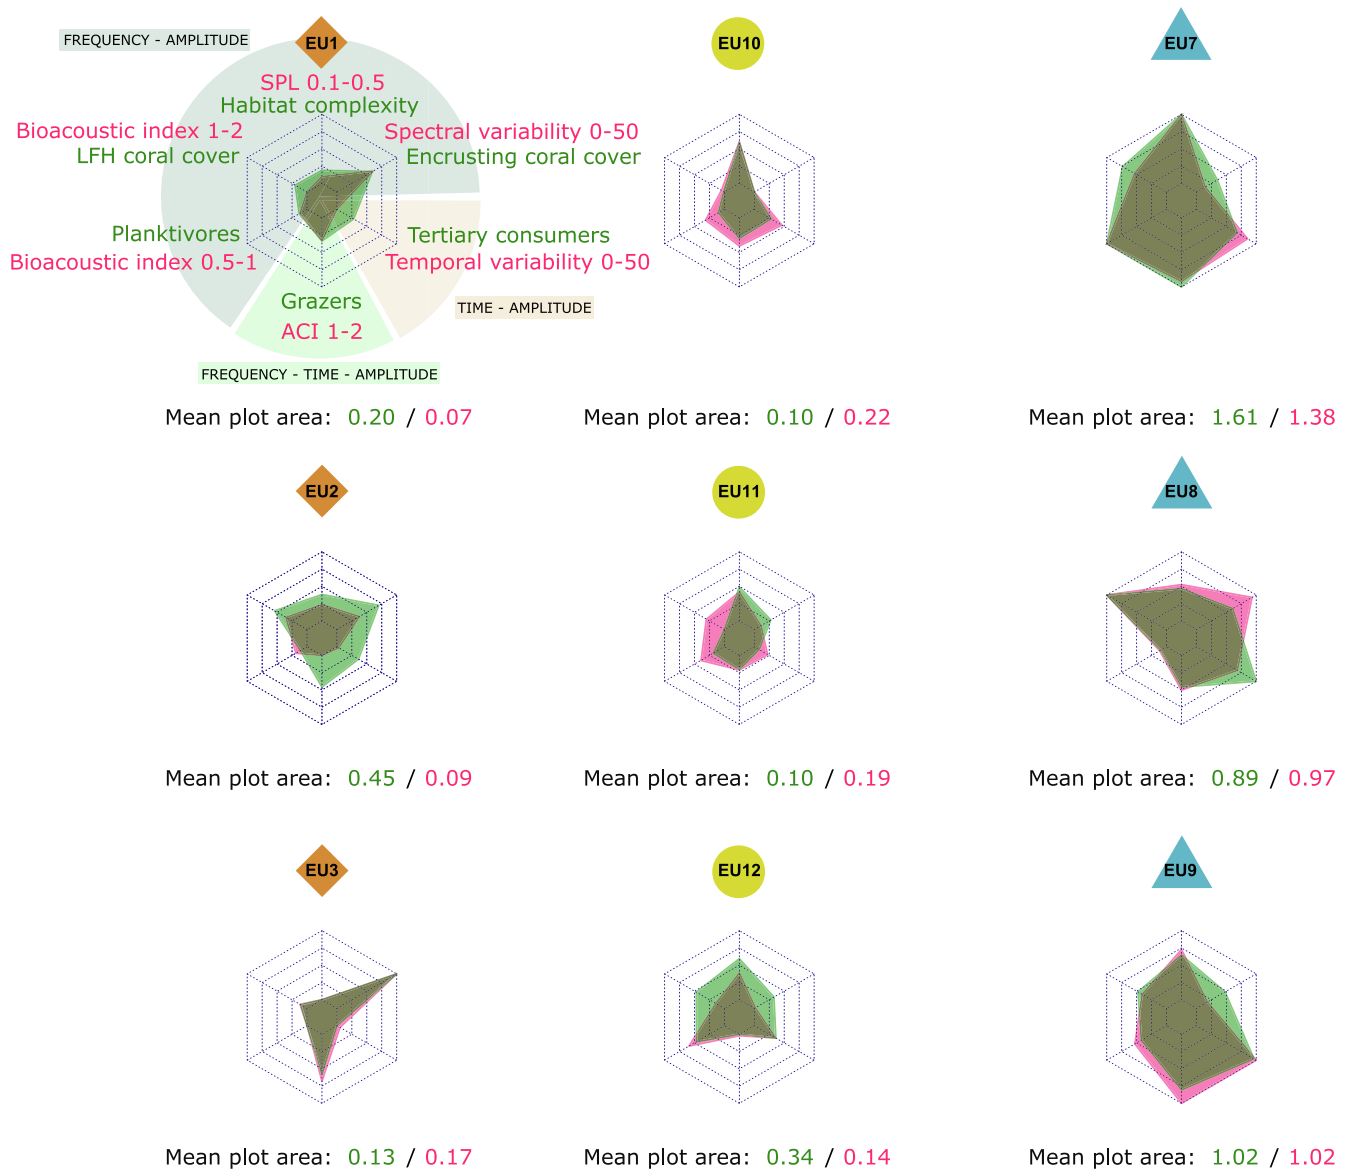 FREQUENCY - AMPLITUDE
EU1
SPL 0.1-0.5
Habitat complexity
Bioacoustic index 1-2
LFH coral cover
Spectral variability 0-50
Encrusting coral cover
Planktivores
Bioacoustic index 0.5-1
Tertiary consumers
Temporal variability 0-50
Grazers
ACI 1-2
TIME - AMPLITUDE
FREQUENCY - TIME - AMPLITUDE
Mean plot area: 0.20 / 0.07
EU10
Mean plot area: 0.10 / 0.22
EU7
Mean plot area: 1.61 / 1.38
EU2
Mean plot area: 0.45 / 0.09
EU11
Mean plot area: 0.10 / 0.19
EU8
Mean plot area: 0.89 / 0.97
EU3
Mean plot area: 0.13 / 0.17
EU12
Mean plot area: 0.34 / 0.14
EU9
Mean plot area: 1.02 / 1.02